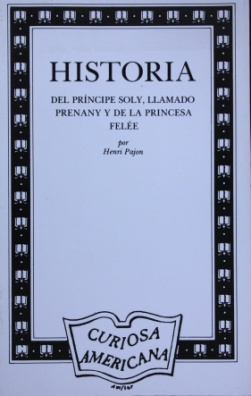 HISTORIA
DEL PRÍNCIPE SOLY, LLAMADO
PRENANY Y DE LA PRINCESA
FELÉE
por
Henri Pajon
CURIOSA
AMERICANA